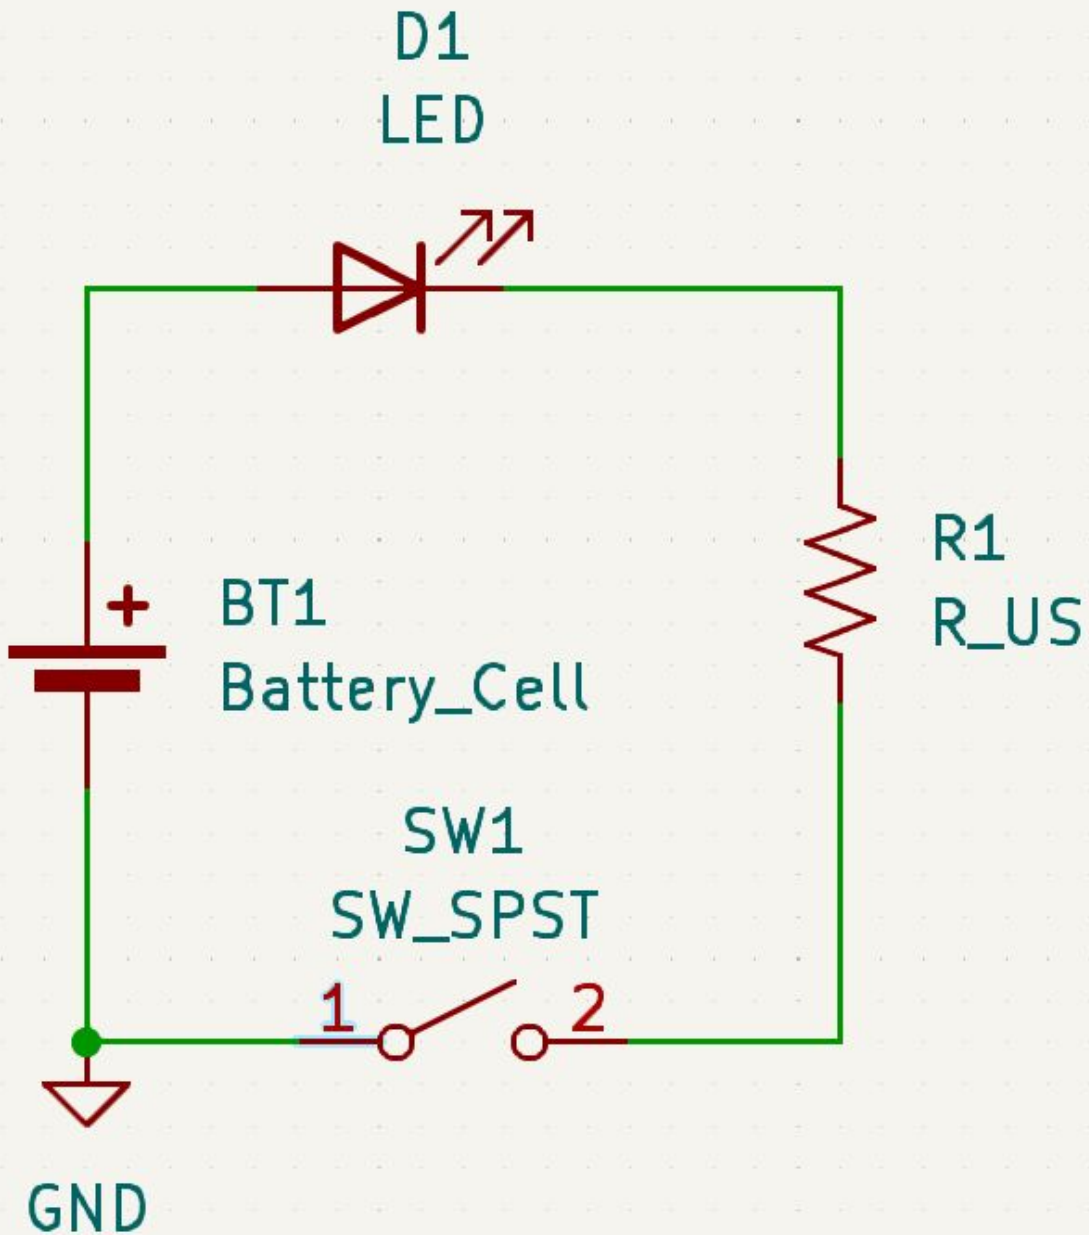 D1
LED
R1
R_US
+
BT1
Battery_Cell
SW1
SW_SPST
1
2
GND